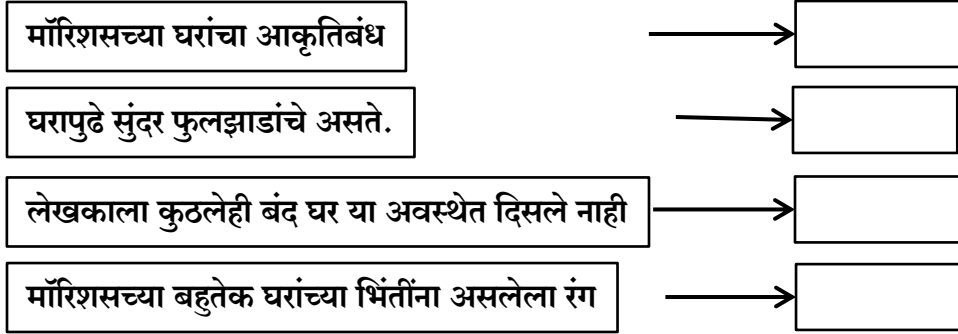 मॉरिशसच्या घरांचा आकृतिबंध
घरापुढे सुंदर फुलझाडांचे असते.
लेखकाला कुठलेही बंद घर या अवस्थेत दिसले नाही
मॉरिशसच्या बहुतेक घरांच्या भिंतींना असलेला रंग